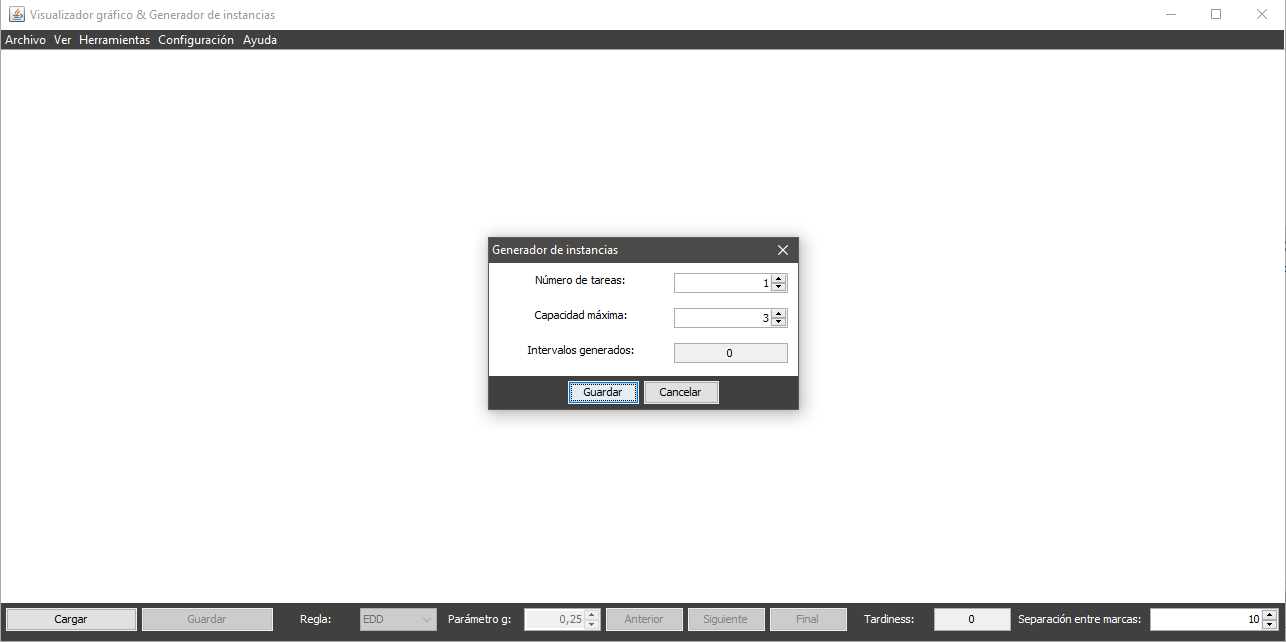 Visualizador gráfico & Generador de instancias
Archivo Ver Herramientas Configuración Ayuda
Generador de instancias
Número de tareas: 1
Capacidad máxima: 3
Intervalos generados: 0
Guardar Cancelar
Cargar Guardar Regla: EDD Parámetro g: 0,25 Anterior Siguiente Final Tardiness: 0 Separación entre marcas: 10